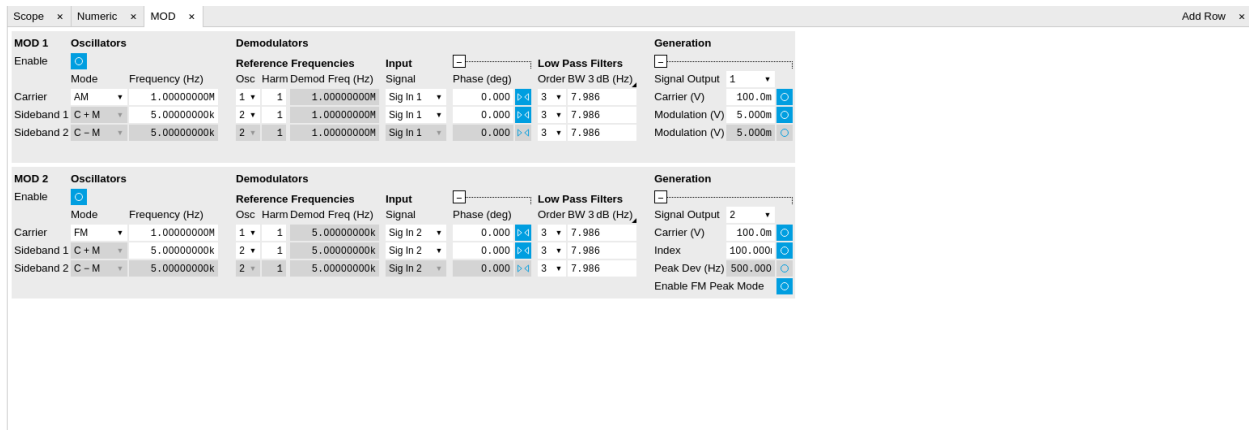 Scope × Numeric × MOD × Add Row ×
MOD 1 Oscillators Demodulators Generation
Enable Reference Frequencies Input Low Pass Filters
Mode Frequency (Hz) Osc Harm Demod Freq (Hz) Signal Phase (deg) Order BW 3 dB (Hz) Signal Output 1
Carrier AM 1.00000000M 1 1 1.00000000M Sig In 1 0.000 3 7.986 Carrier (V) 100.0m
Sideband 1 C + M 5.00000000k 2 1 1.00000000M Sig In 1 0.000 3 7.986 Modulation (V) 5.000m
Sideband 2 C – M 5.00000000k 2 1 1.00000000M Sig In 1 0.000 3 7.986 Modulation (V) 5.000m
MOD 2 Oscillators Demodulators Generation
Enable Reference Frequencies Input Low Pass Filters
Mode Frequency (Hz) Osc Harm Demod Freq (Hz) Signal Phase (deg) Order BW 3 dB (Hz) Signal Output 2
Carrier FM 1.00000000M 1 1 5.00000000k Sig In 2 0.000 3 7.986 Carrier (V) 100.0m
Sideband 1 C + M 5.00000000k 2 1 5.00000000k Sig In 2 0.000 3 7.986 Index 100.000
Sideband 2 C – M 5.00000000k 2 1 5.00000000k Sig In 2 0.000 3 7.986 Peak Dev (Hz) 500.000
Enable FM Peak Mode